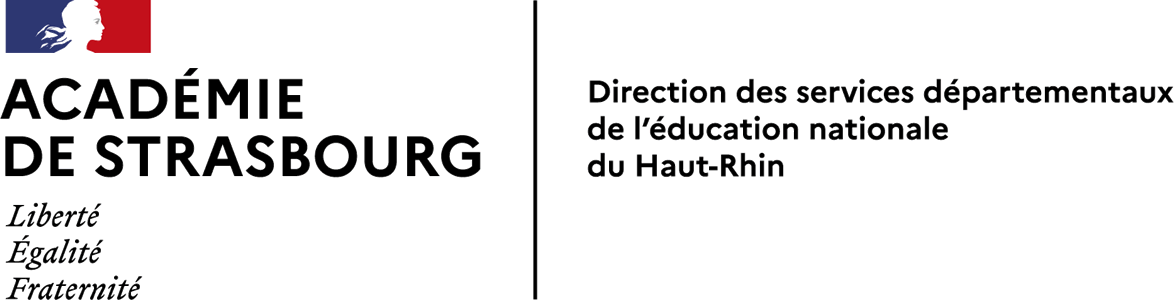 ACADÉMIE
DE STRASBOURG
Liberté
Égalité
Fraternité
Direction des services départementaux
de l’éducation nationale
du Haut-Rhin